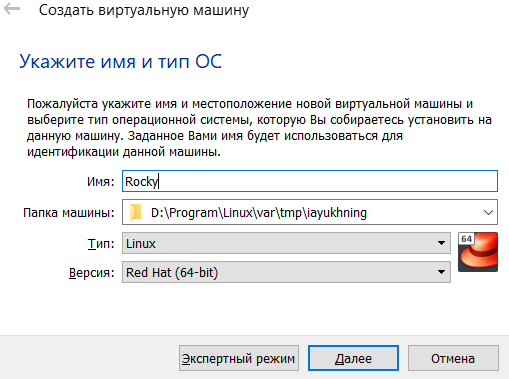 Создать виртуальную машину
Укажите имя и тип ОС
Пожалуйста укажите имя и местоположение новой виртуальной машины и
выберите тип операционной системы, которую Вы собираетесь установить на
данную машину. Заданное Вами имя будет использоваться для
идентификации данной машины.
Имя: Rocky
Папка машины: D:\Program\Linux\var\tmp\iayukhning
Тип: Linux
64
Версия: Red Hat (64-bit)
Экспертный режим Далее Отмена